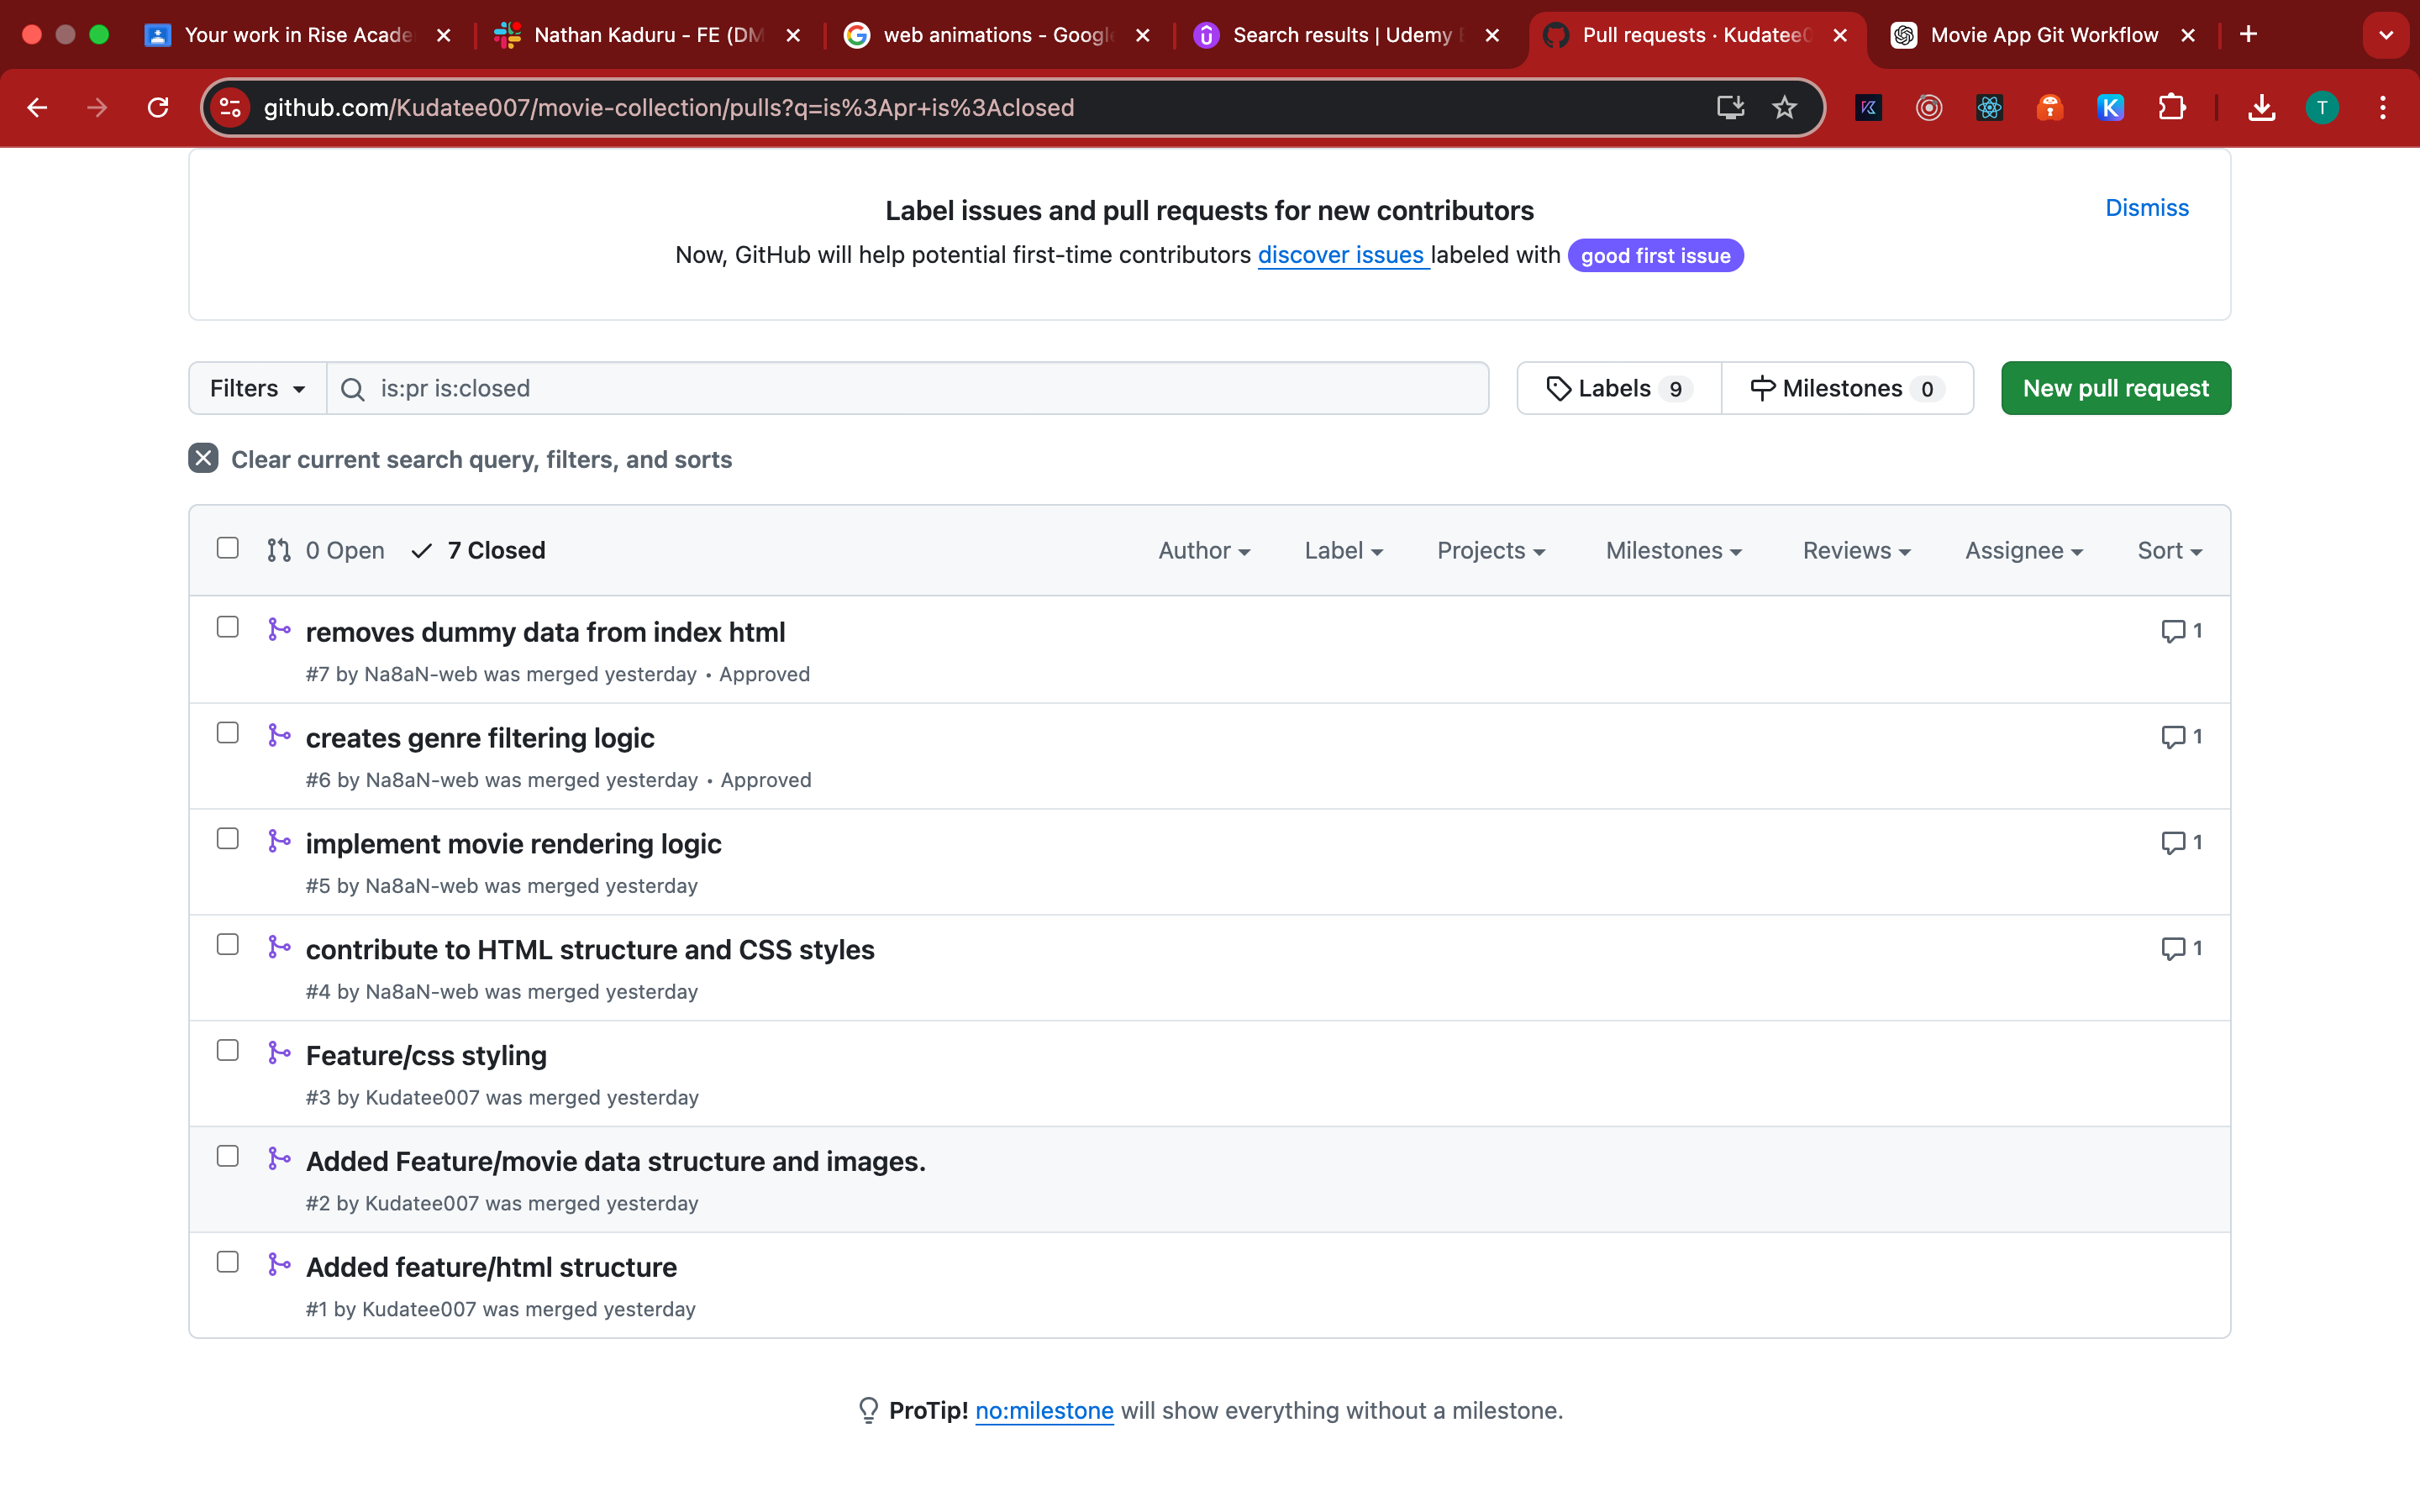 Your work in Rise Acade
Nathan Kaduru - FE (DM
web animations - Google
Search results | Udemy B
Pull requests · Kudatee0
Movie App Git Workflow
github.com/Kudatee007/movie-collection/pulls?q=is%3Apr+is%3Aclosed
T
Label issues and pull requests for new contributors
Dismiss
Now, GitHub will help potential first-time contributors discover issues labeled with good first issue
Filters
is:pr is:closed
Labels 9
Milestones 0
New pull request
Clear current search query, filters, and sorts
0 Open 7 Closed
Author Label Projects Milestones Reviews Assignee Sort
removes dummy data from index html
1
#7 by Na8aN-web was merged yesterday • Approved
creates genre filtering logic
1
#6 by Na8aN-web was merged yesterday • Approved
implement movie rendering logic
1
#5 by Na8aN-web was merged yesterday
contribute to HTML structure and CSS styles
1
#4 by Na8aN-web was merged yesterday
Feature/css styling
#3 by Kudatee007 was merged yesterday
Added Feature/movie data structure and images.
#2 by Kudatee007 was merged yesterday
Added feature/html structure
#1 by Kudatee007 was merged yesterday
ProTip! no:milestone will show everything without a milestone.